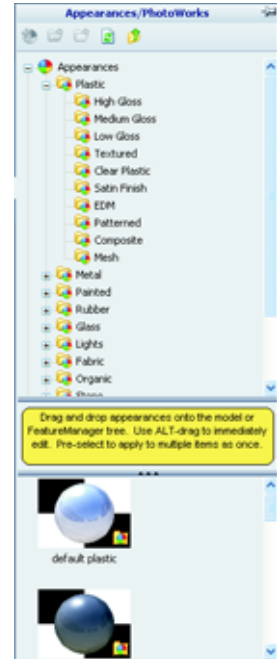 Appearances/PhotoWorks
Appearances
Plastic
High Gloss
Medium Gloss
Low Gloss
Textured
Clear Plastic
Satin Finish
EDM
Patterned
Composite
Mesh
Metal
Painted
Rubber
Glass
Lights
Fabric
Organic
Stone
Drag and drop appearances onto the model or
FeatureManager tree. Use ALT-drag to immediately
edit. Pre-select to apply to multiple items as once.
default plastic